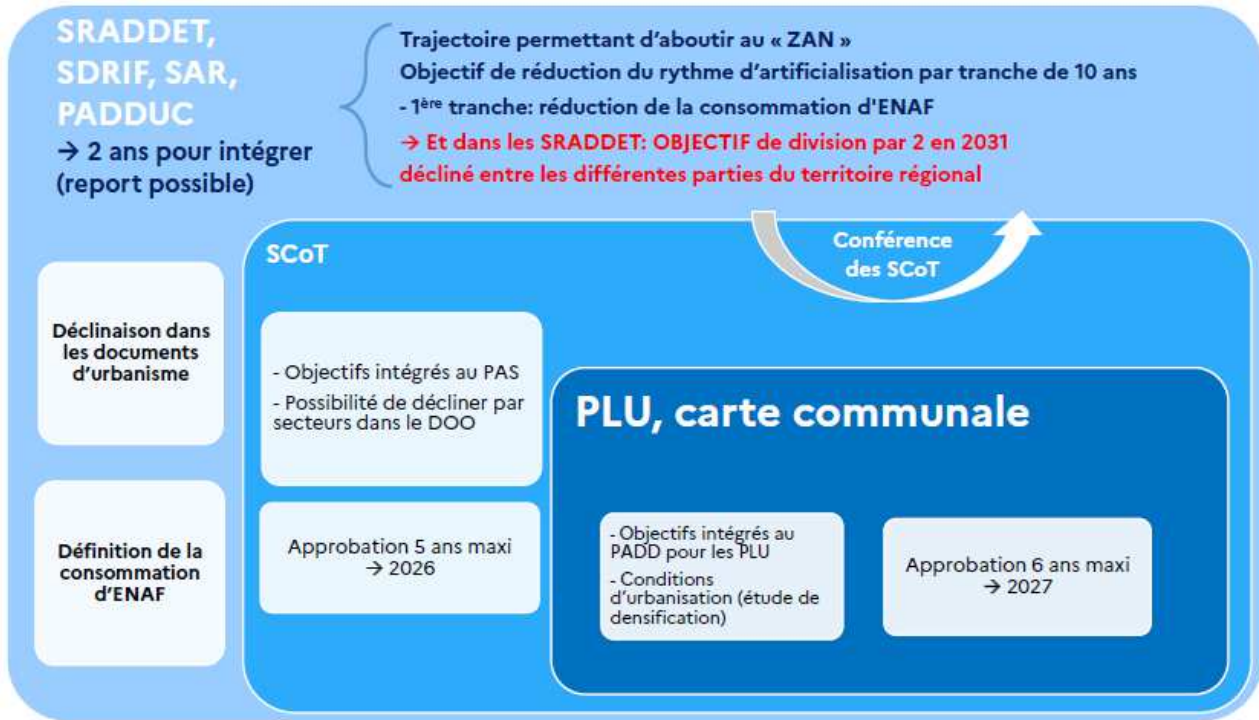 SRADDET,
SDRIF, SAR,
PADDUC
→ 2 ans pour intégrer
(report possible)
Trajectoire permettant d’aboutir au « ZAN »
Objectif de réduction du rythme d’artificialisation par tranche de 10 ans
- 1ère tranche: réduction de la consommation d'ENAF
→ Et dans les SRADDET: OBJECTIF de division par 2 en 2031
décliné entre les différentes parties du territoire régional
SCoT
Conférence
des SCoT
Déclinaison dans
les documents
d’urbanisme
- Objectifs intégrés au PAS
- Possibilité de décliner par
secteurs dans le DOO
PLU, carte communale
Définition de la
consommation
d’ENAF
Approbation 5 ans maxi
→ 2026
- Objectifs intégrés au
PADD pour les PLU
- Conditions
d’urbanisation (étude de
densification)
Approbation 6 ans maxi
→ 2027